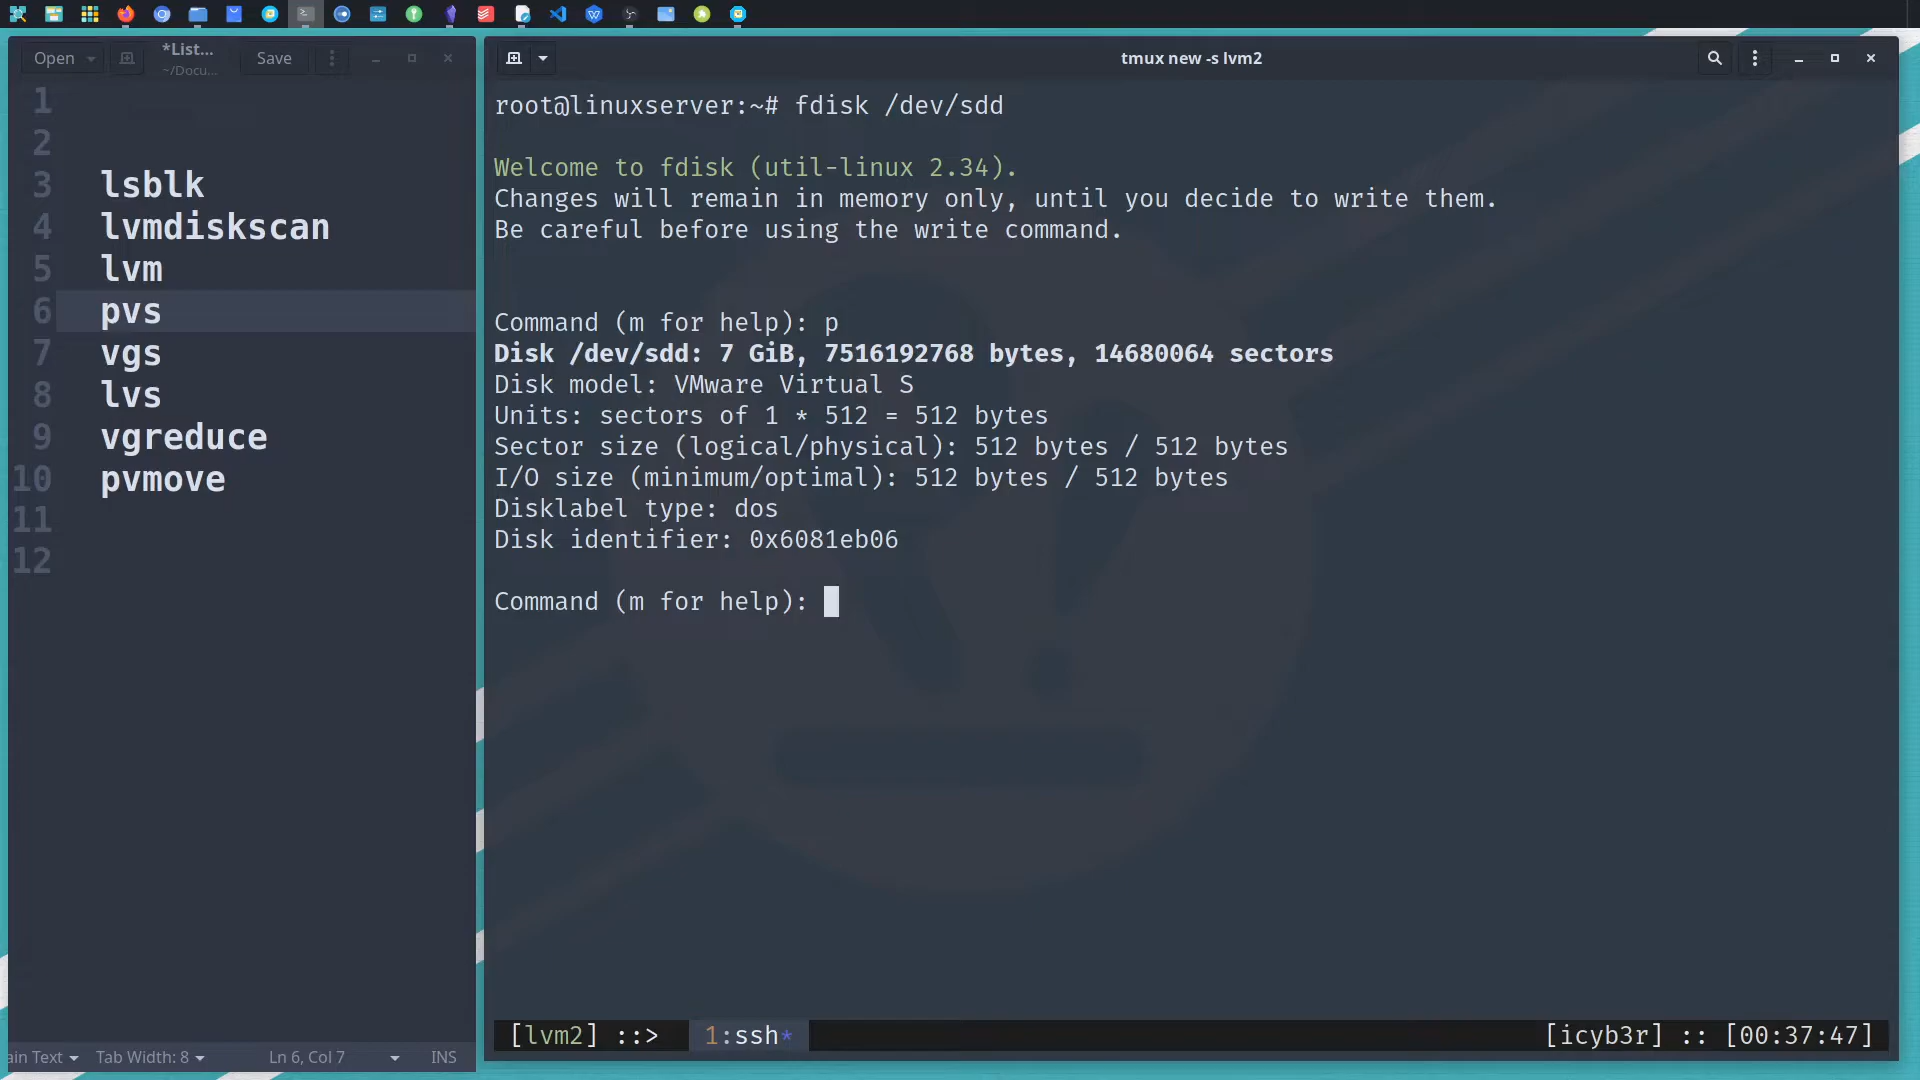 Open
*List...
~/Docu...
Save
1
2
3 lsblk
4 lvmdiskscan
5 lvm
6 pvs
7 vgs
8 lvs
9 vgreduce
10 pvmove
11
12
ain Text
Tab Width: 8
Ln 6, Col 7
INS
tmux new -s lvm2
root@linuxserver:~# fdisk /dev/sdd
Welcome to fdisk (util-linux 2.34).
Changes will remain in memory only, until you decide to write them.
Be careful before using the write command.
Command (m for help): p
Disk /dev/sdd: 7 GiB, 7516192768 bytes, 14680064 sectors
Disk model: VMware Virtual S
Units: sectors of 1 * 512 = 512 bytes
Sector size (logical/physical): 512 bytes / 512 bytes
I/O size (minimum/optimal): 512 bytes / 512 bytes
Disklabel type: dos
Disk identifier: 0x6081eb06
Command (m for help):
[lvm2] ::> 1:ssh* [icyb3r] :: [00:37:47]